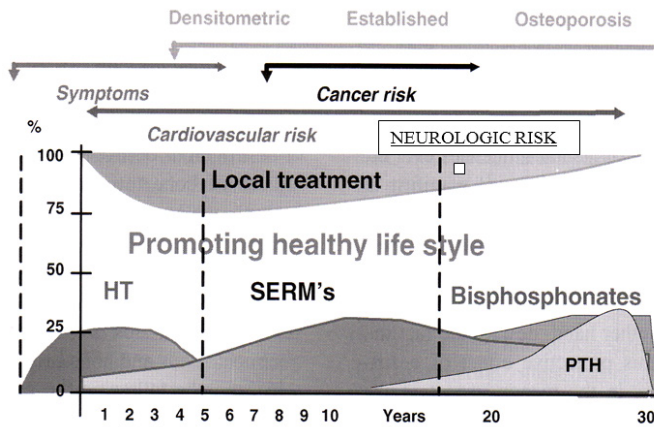 Densitometric Established Osteoporosis
Symptoms
Cancer risk
Cardiovascular risk
NEUROLOGIC RISK
%
100
Local treatment
75
Promoting healthy life style
50
HT SERM's Bisphosphonates
25
PTH
0
1 2 3 4 5 6 7 8 9 10 Years 20 30